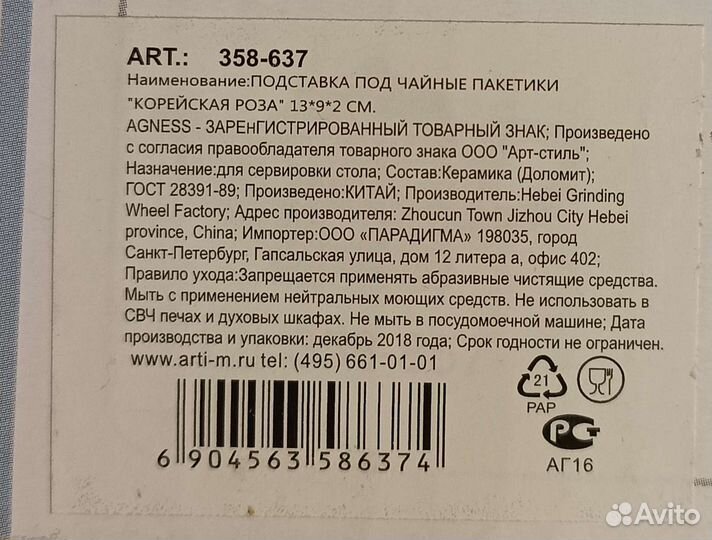 ART.: 358-637
Наименование:ПОДСТАВКА ПОД ЧАЙНЫЕ ПАКЕТИКИ
"КОРЕЙСКАЯ РОЗА" 13*9*2 СМ.
AGNESS - ЗАРЕнГИСТРИРОВАННЫЙ ТОВАРНЫЙ ЗНАК; Произведено
с согласия правообладателя товарного знака ООО "Арт-стиль";
Назначение:для сервировки стола; Состав:Керамика (Доломит);
ГОСТ 28391-89; Произведено:КИТАЙ; Производитель:Hebei Grinding
Wheel Factory; Адрес производителя: Zhoucun Town Jizhou City Hebei
province, China; Импортер:ООО «ПАРАДИГМА» 198035, город
Санкт-Петербург, Гапсальская улица, дом 12 литера а, офис 402;
Правило ухода:Запрещается применять абразивные чистящие средства.
Мыть с применением нейтральных моющих средств. Не использовать в
СВЧ печах и духовых шкафах. Не мыть в посудомоечной машине; Дата
производства и упаковки: декабрь 2018 года; Срок годности не ограничен.
www.arti-m.ru tel: (495) 661-01-01
21
PAP
РСТ
АГ16
6 904563 586374
Avito